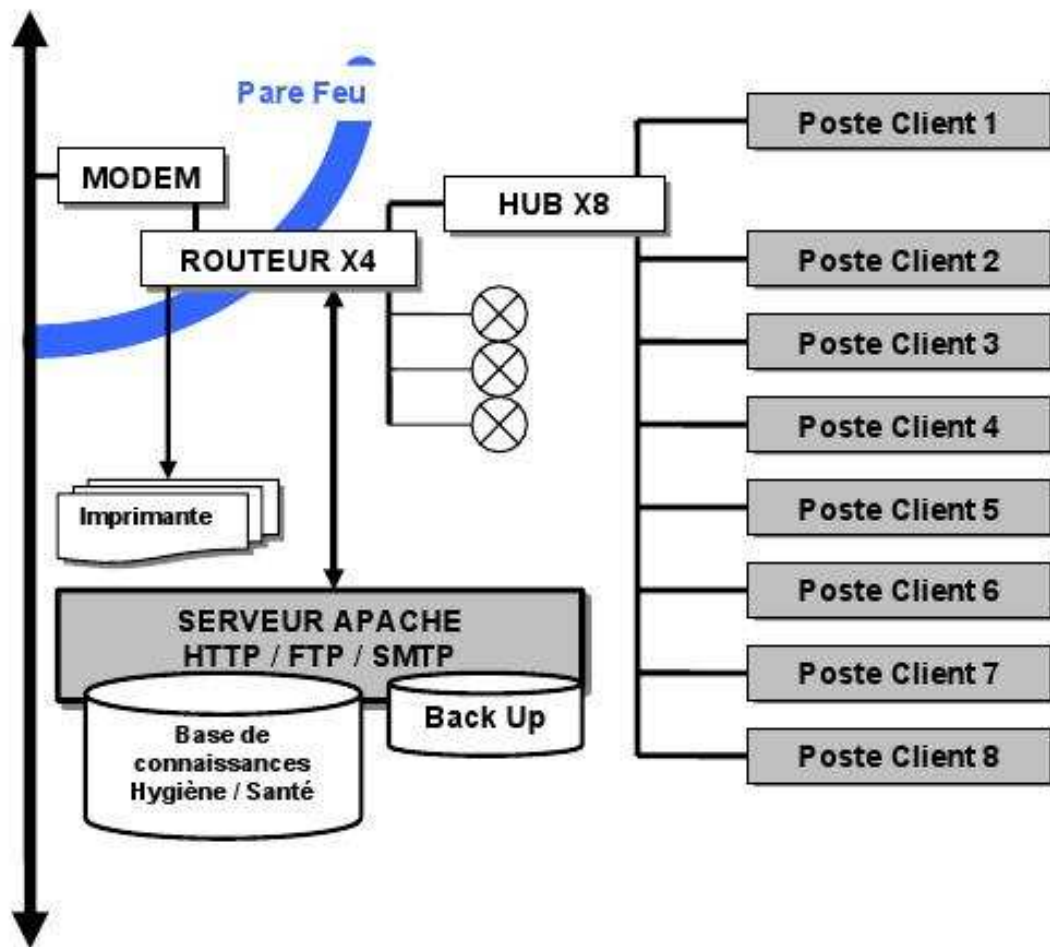 Pare Feu
MODEM
ROUTEUR X4
HUB X8
Poste Client 1
Poste Client 2
Poste Client 3
Poste Client 4
Poste Client 5
Poste Client 6
Poste Client 7
Poste Client 8
Imprimante
SERVEUR APACHE
HTTP / FTP / SMTP
Base de
connaissances
Hygiène / Santé
Back Up